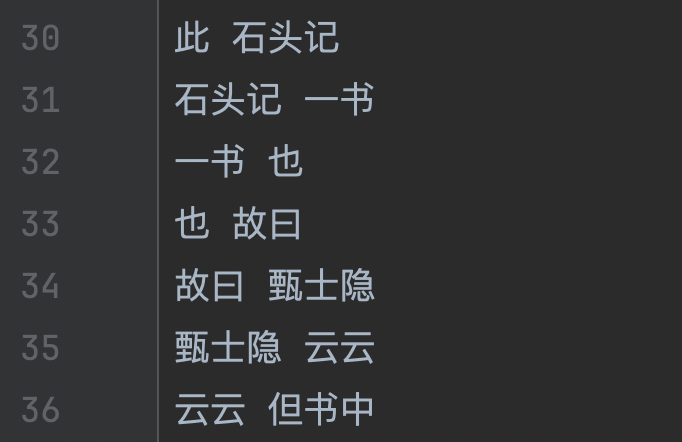 30 此 石头记
31 石头记 一书
32 一书 也
33 也 故曰
34 故曰 甄士隐
35 甄士隐 云云
36 云云 但书中